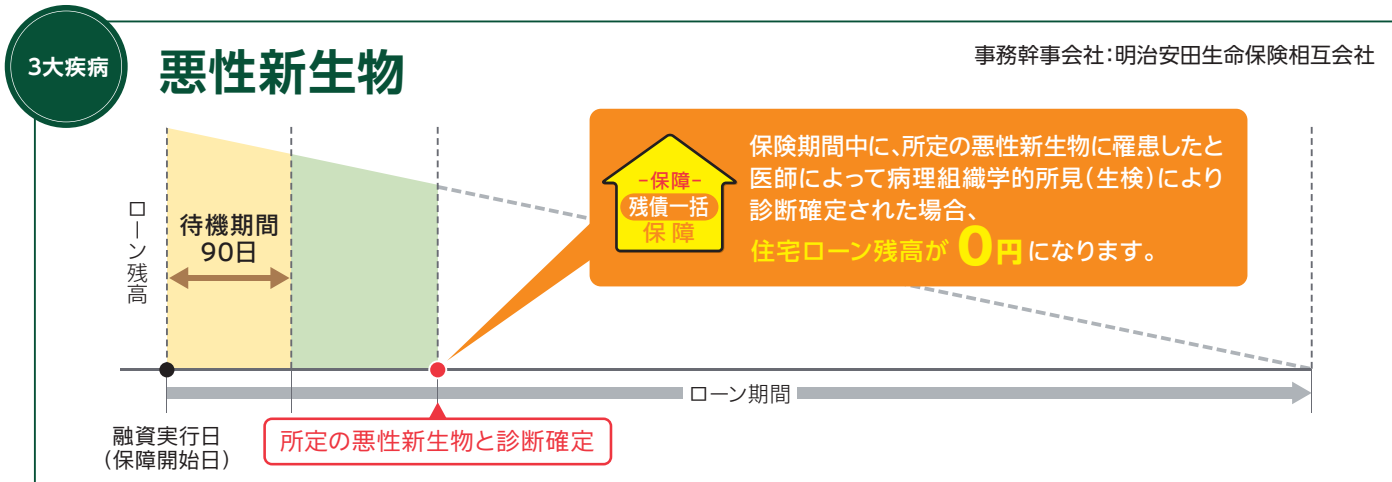 3大疾病
悪性新生物
事務幹事会社：明治安田生命保険相互会社
ローン残高
待機期間
90日
-保障-
残債一括
保障
保険期間中に、所定の悪性新生物に罹患したと
医師によって病理組織学的所見（生検）により
診断確定された場合、
住宅ローン残高が0円になります。
ローン期間
融資実行日
（保障開始日）
所定の悪性新生物と診断確定